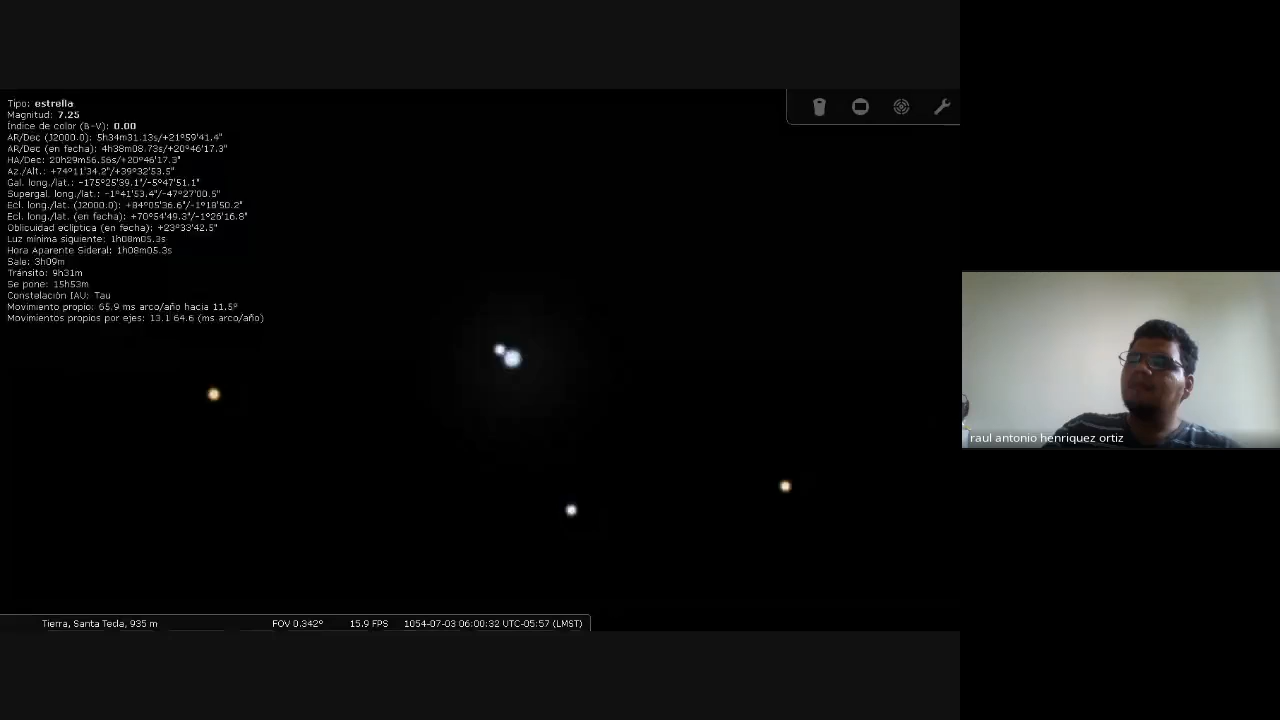 Tipo: estrella
Magnitud: 7.25
Índice de color (B-V): 0.00
AR/Dec (J2000.0): 5h34m31.13s/+21°59'41.4"
AR/Dec (en fecha): 4h38m08.73s/+20°46'17.3"
HA/Dec: 20h29m56.56s/+20°46'17.3"
Az./Alt.: +74°11'34.2"/+39°32'53.5"
Gal. long./lat.: -175°25'39.1"/-5°47'51.1"
Supergal. long./lat.: -1°41'53.4"/-47°27'00.5"
Ecl. long./lat. (J2000.0): +84°05'36.6"/-1°18'50.2"
Ecl. long./lat. (en fecha): +70°54'49.3"/-1°26'16.8"
Oblicuidad eclíptica (en fecha): +23°33'42.5"
Luz mínima siguiente: 1h08m05.3s
Hora Aparente Sideral: 1h08m05.3s
Sale: 3h09m
Tránsito: 9h31m
Se pone: 15h53m
Constelación IAU: Tau
Movimiento propio: 65.9 ms arco/año hacia 11.5°
Movimientos propios por ejes: 13.1 64.6 (ms arco/año)
raul antonio henriquez ortiz
Tierra, Santa Tecla, 935 m FOV 0.342° 15.9 FPS 1054-07-03 06:00:32 UTC-05:57 (LMST)